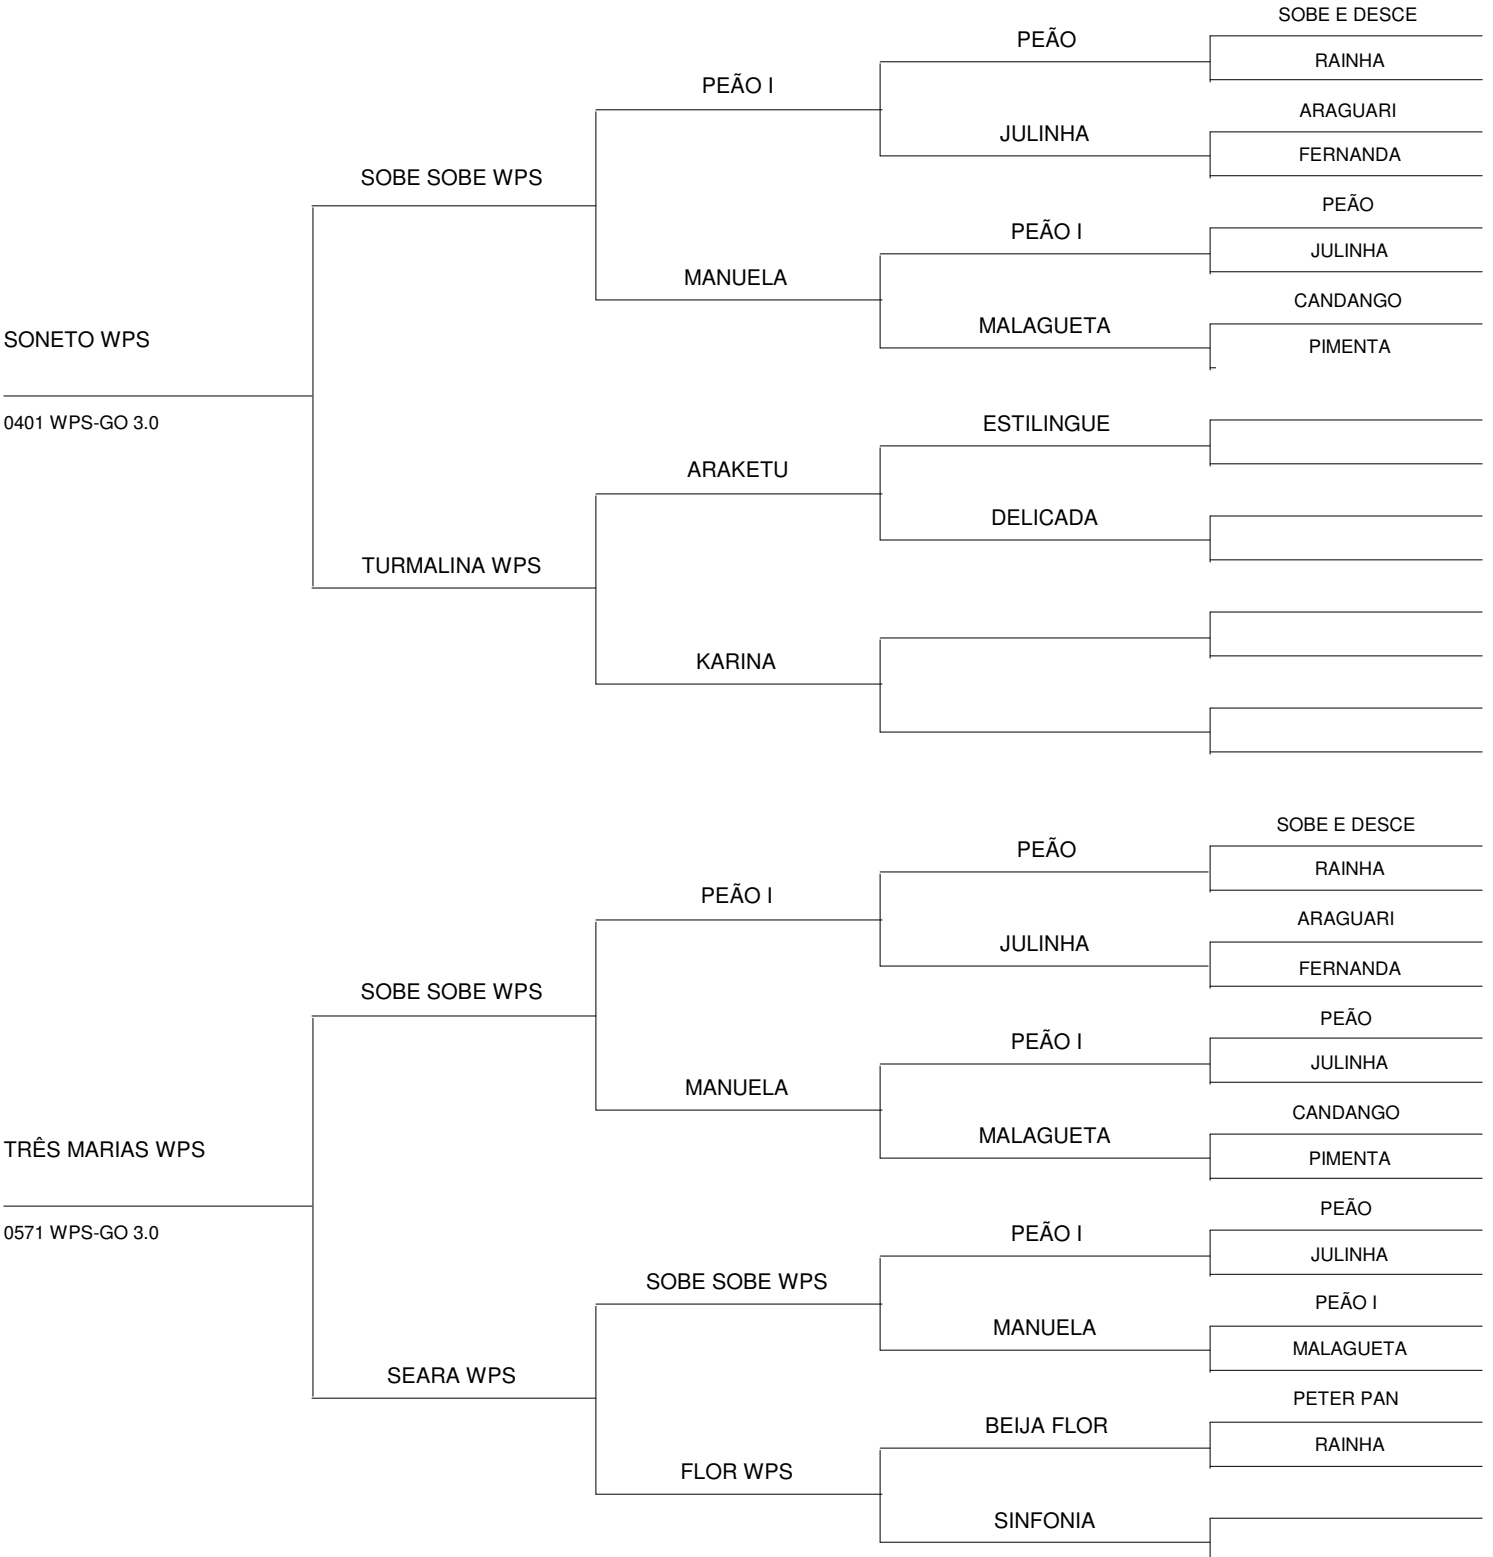 SOBE E DESCE
PEÃO
RAINHA
PEÃO I
ARAGUARI
JULINHA
FERNANDA
SOBE SOBE WPS
PEÃO
PEÃO I
JULINHA
MANUELA
CANDANGO
MALAGUETA
PIMENTA
SONETO WPS
0401 WPS-GO 3.0
ESTILINGUE
ARAKETU
DELICADA
TURMALINA WPS
KARINA
SOBE E DESCE
PEÃO
RAINHA
PEÃO I
ARAGUARI
JULINHA
FERNANDA
SOBE SOBE WPS
PEÃO
PEÃO I
JULINHA
MANUELA
CANDANGO
MALAGUETA
PIMENTA
TRÊS MARIAS WPS
0571 WPS-GO 3.0
PEÃO
PEÃO I
JULINHA
SOBE SOBE WPS
PEÃO I
MANUELA
MALAGUETA
SEARA WPS
PETER PAN
BEIJA FLOR
RAINHA
FLOR WPS
SINFONIA